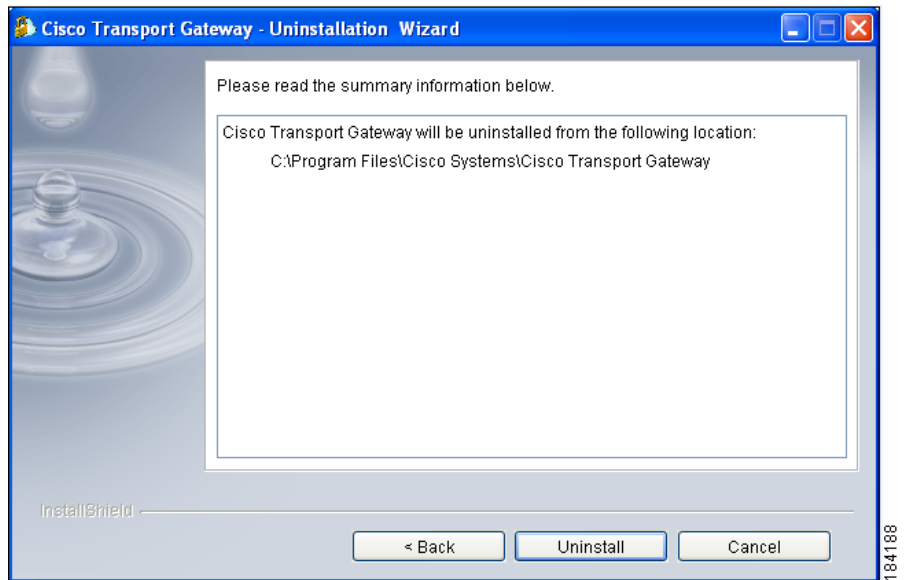 Cisco Transport Gateway - Uninstallation Wizard
Please read the summary information below.
Cisco Transport Gateway will be uninstalled from the following location:
C:\Program Files\Cisco Systems\Cisco Transport Gateway
InstallShield
< Back
Uninstall
Cancel
184188